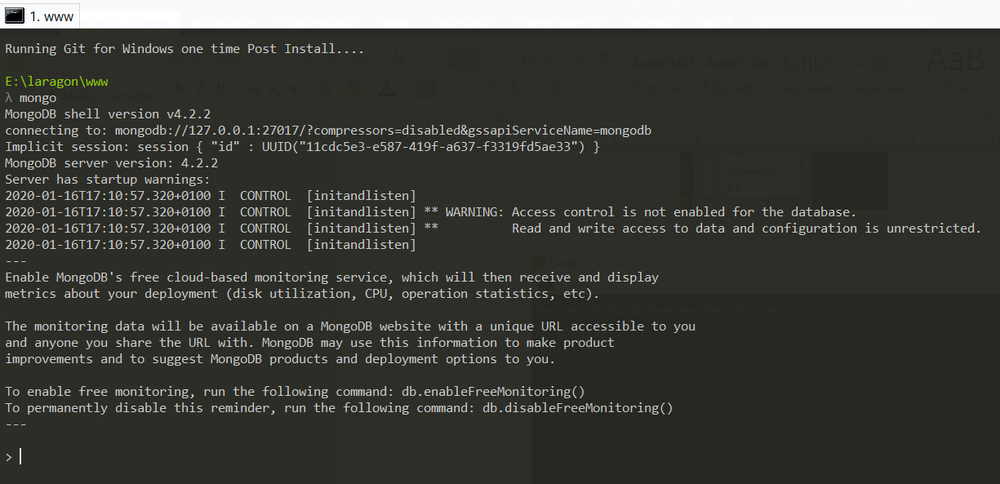 1. www
Running Git for Windows one time Post Install....
E:\laragon\www
λ mongo
MongoDB shell version v4.2.2
connecting to: mongodb://127.0.0.1:27017/?compressors=disabled&gssapiServiceName=mongodb
Implicit session: session { "id" : UUID("11cdc5e3-e587-419f-a637-f3319fd5ae33") }
MongoDB server version: 4.2.2
Server has startup warnings:
2020-01-16T17:10:57.320+0100 I  CONTROL  [initandlisten]
2020-01-16T17:10:57.320+0100 I  CONTROL  [initandlisten] ** WARNING: Access control is not enabled for the database.
2020-01-16T17:10:57.320+0100 I  CONTROL  [initandlisten] **          Read and write access to data and configuration is unrestricted.
2020-01-16T17:10:57.320+0100 I  CONTROL  [initandlisten]
---
Enable MongoDB's free cloud-based monitoring service, which will then receive and display
metrics about your deployment (disk utilization, CPU, operation statistics, etc).
The monitoring data will be available on a MongoDB website with a unique URL accessible to you
and anyone you share the URL with. MongoDB may use this information to make product
improvements and to suggest MongoDB products and deployment options to you.
To enable free monitoring, run the following command: db.enableFreeMonitoring()
To permanently disable this reminder, run the following command: db.disableFreeMonitoring()
---
>